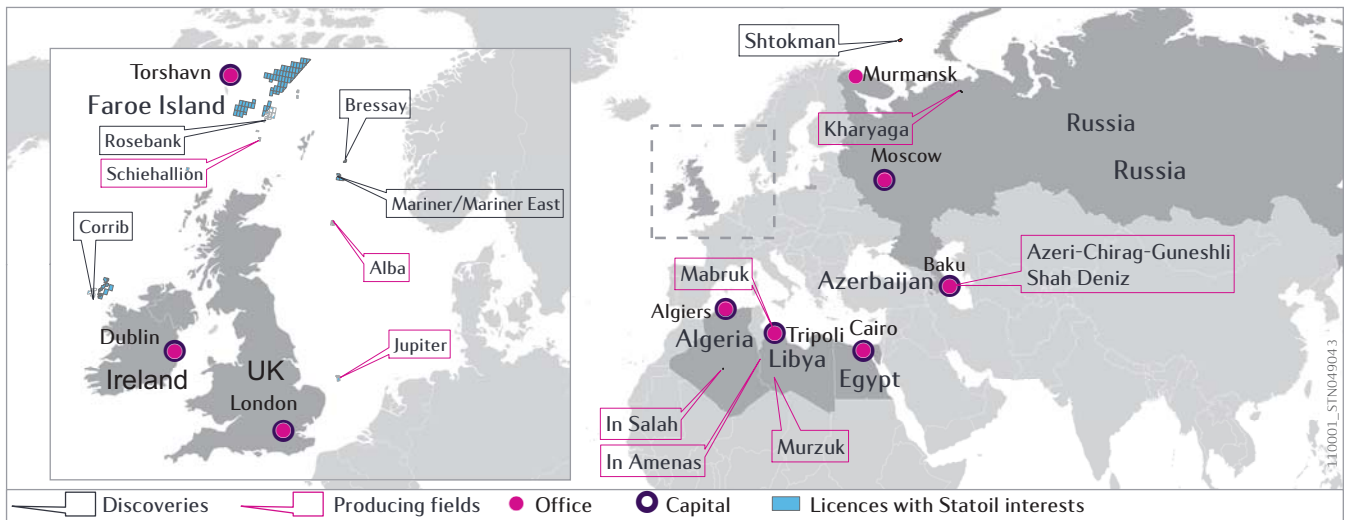 Torshavn
Faroe Island
Rosebank
Schiehallion
Bressay
Mariner/Mariner East
Corrib
Alba
Dublin
Ireland
UK
London
Jupiter
Shtokman
Murmansk
Kharyaga
Russia
Moscow
Russia
Azeri-Chirag-Guneshli
Shah Deniz
Baku
Azerbaijan
Mabruk
Algiers
Algeria
Tripoli
Libya
Cairo
Egypt
In Salah
In Amenas
Murzuk
110001_STN049043
Discoveries
Producing fields
Office
Capital
Licences with Statoil interests